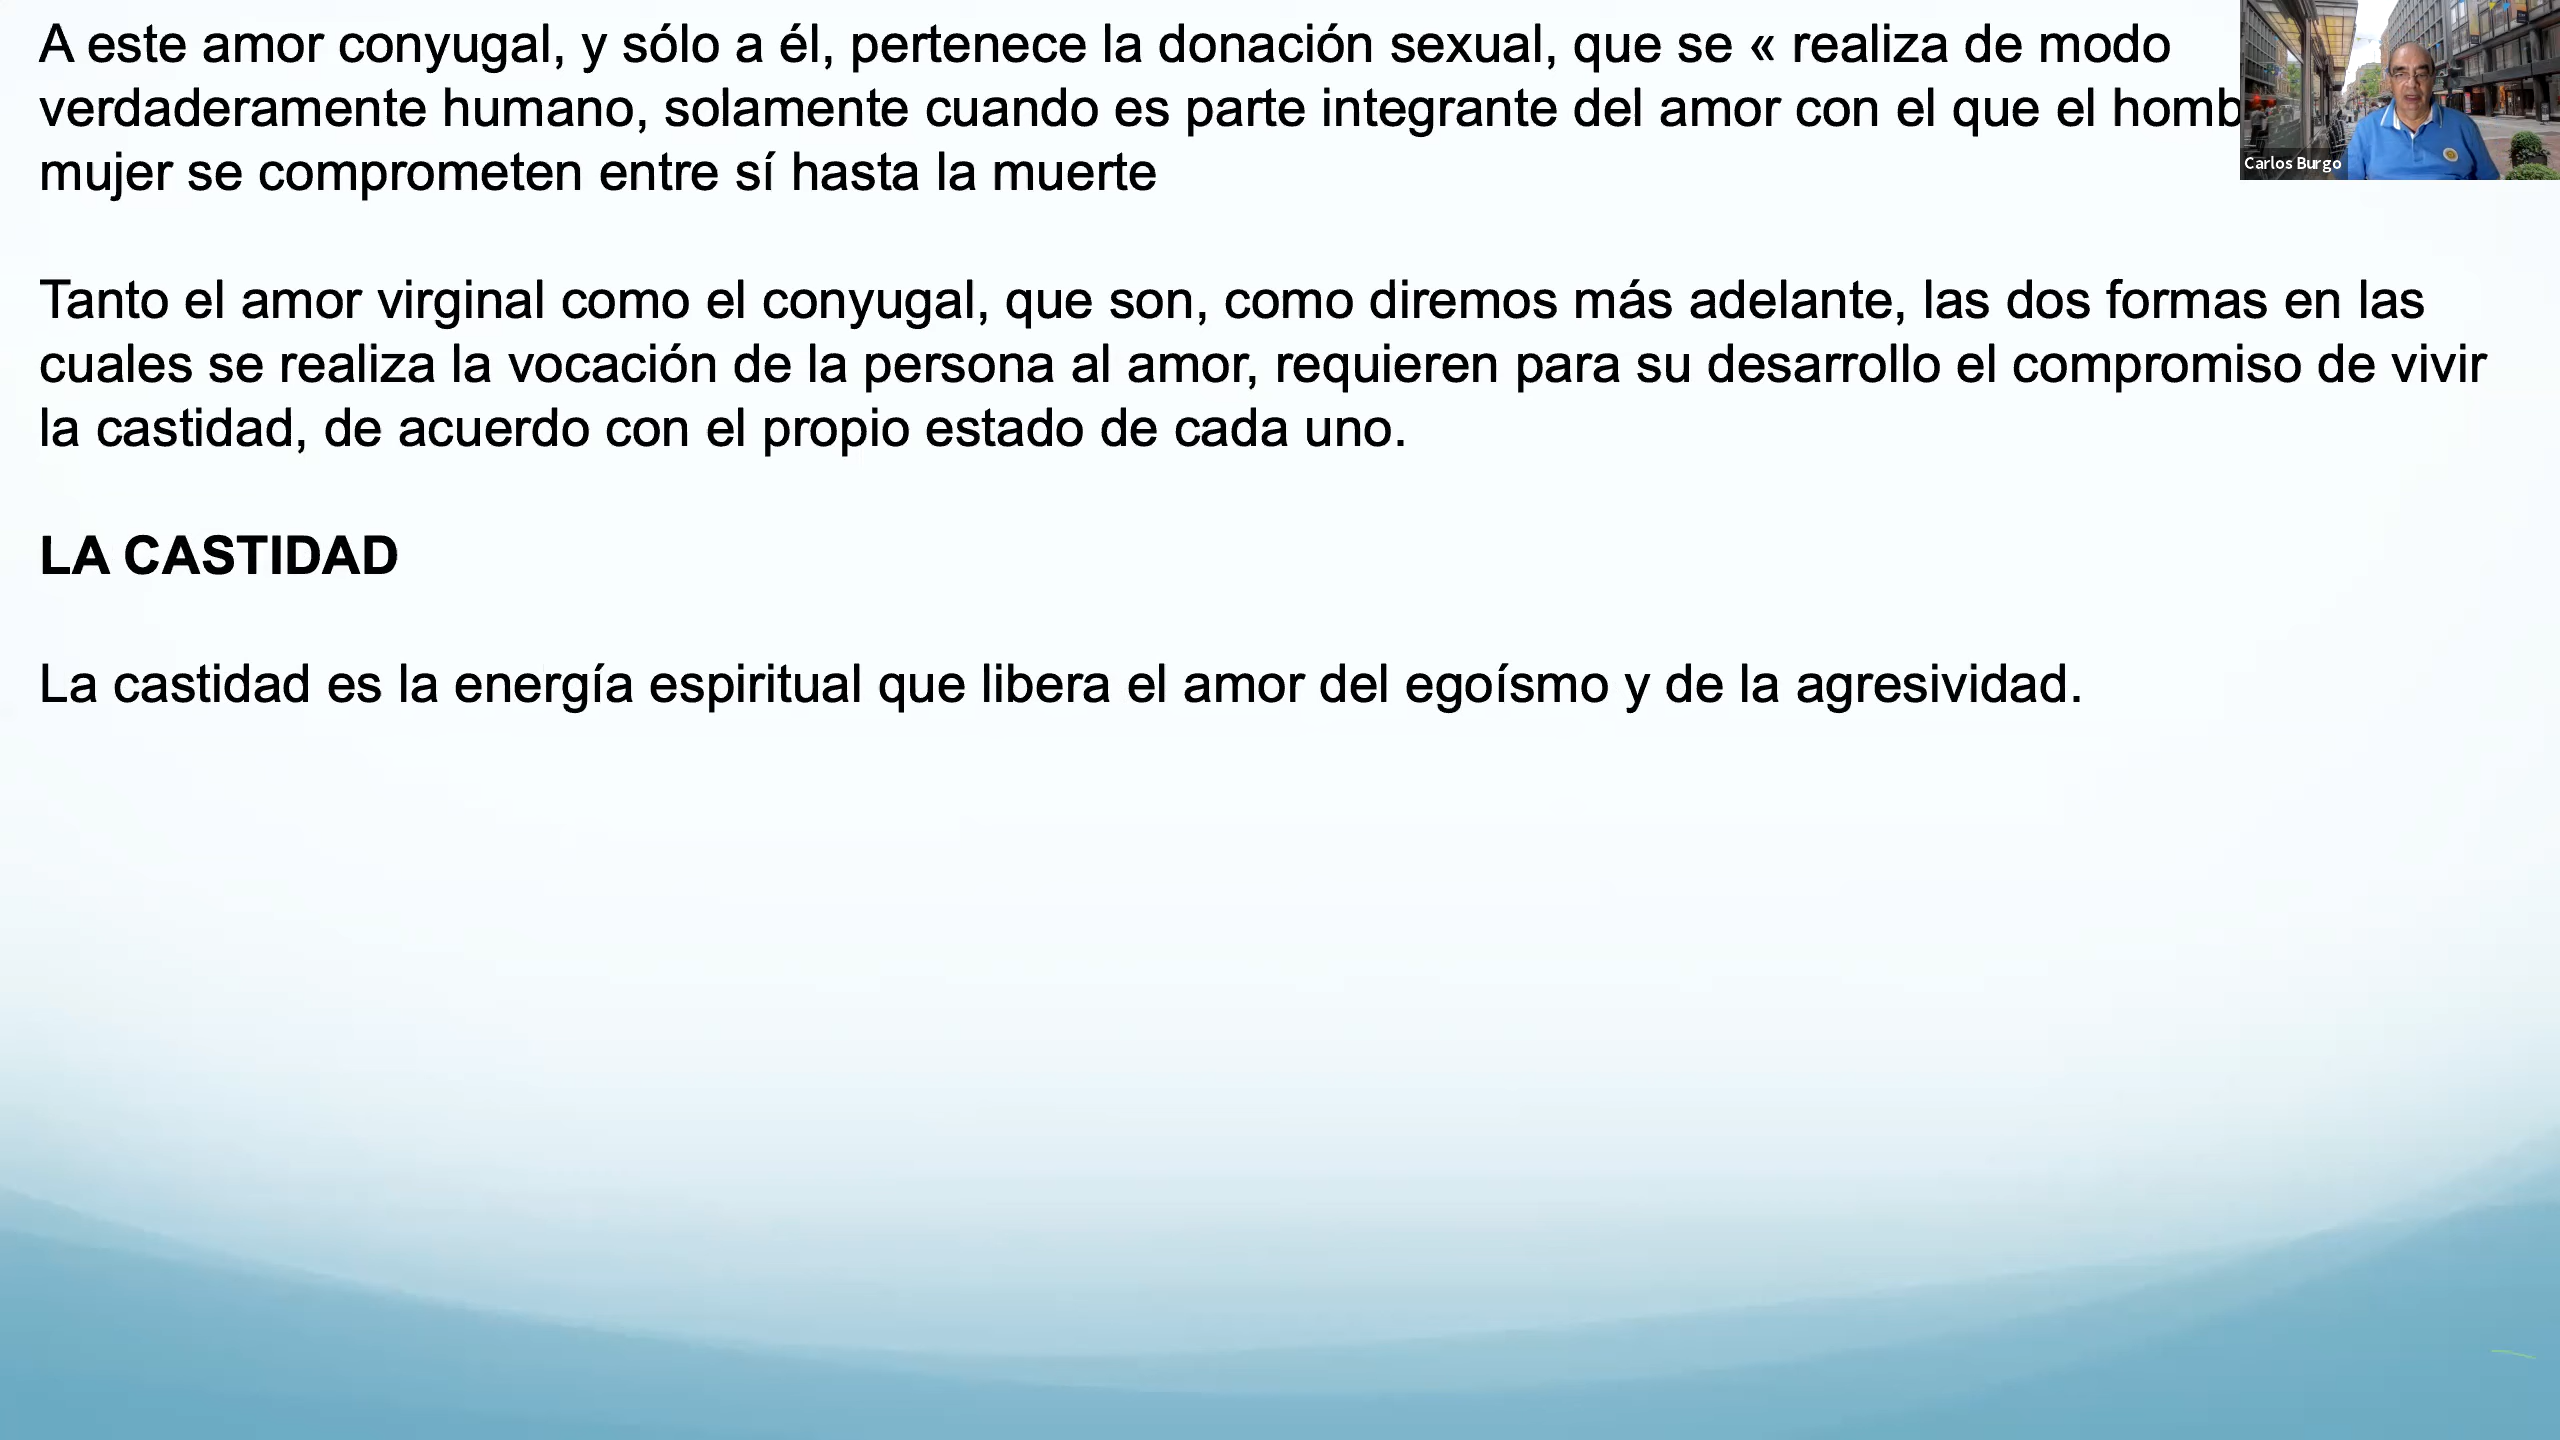 A este amor conyugal, y sólo a él, pertenece la donación sexual, que se « realiza de modo
verdaderamente humano, solamente cuando es parte integrante del amor con el que el homb
mujer se comprometen entre sí hasta la muerte
Tanto el amor virginal como el conyugal, que son, como diremos más adelante, las dos formas en las
cuales se realiza la vocación de la persona al amor, requieren para su desarrollo el compromiso de vivir
la castidad, de acuerdo con el propio estado de cada uno.
LA CASTIDAD
La castidad es la energía espiritual que libera el amor del egoísmo y de la agresividad.
Carlos Burgo